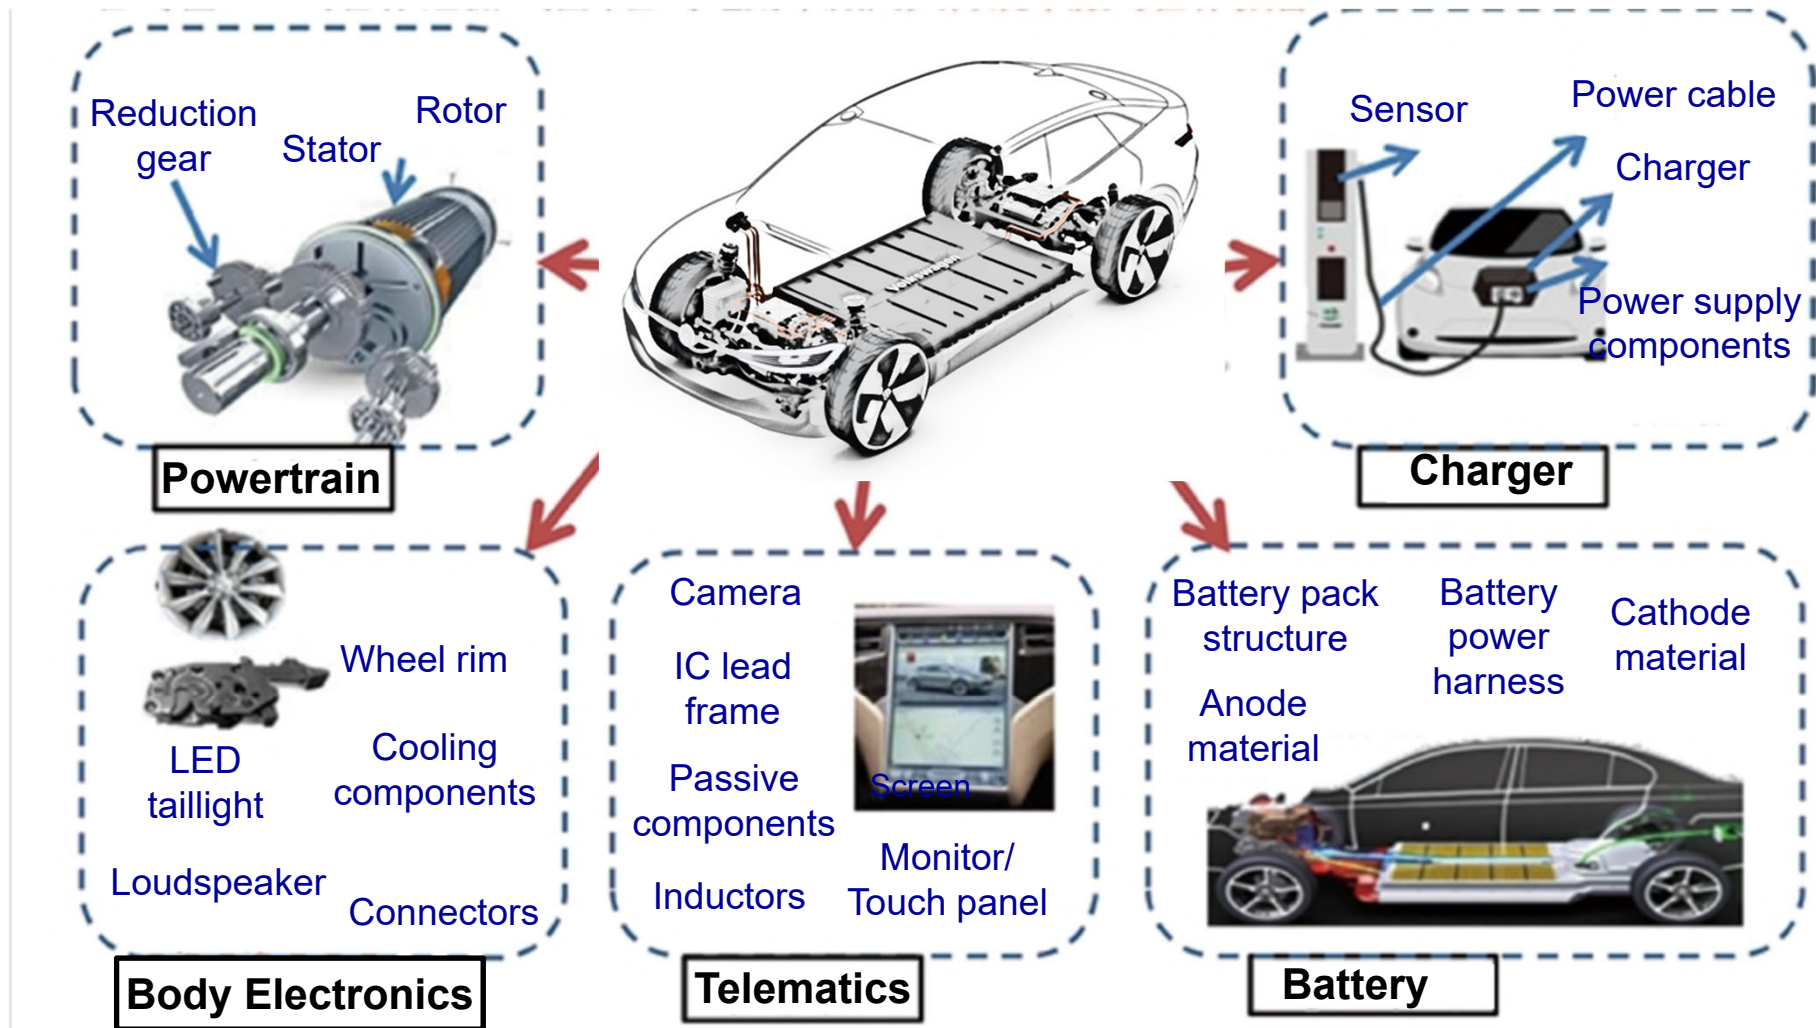 Reduction
gear
Stator
Rotor
Powertrain
Volkswagen
Sensor
Power cable
Charger
Power supply
components
Charger
Wheel rim
LED
taillight
Cooling
components
Loudspeaker
Connectors
Body Electronics
Camera
IC lead
frame
Passive
components
Inductors
Screen
Monitor/
Touch panel
Telematics
Battery pack
structure
Battery
power
harness
Cathode
material
Anode
material
Battery